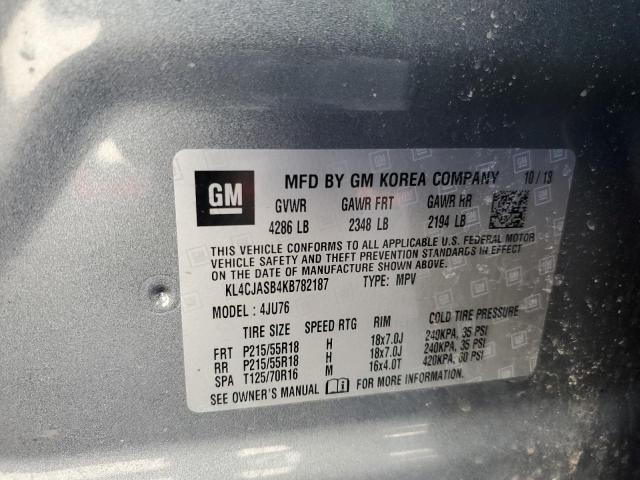 GM MFD BY GM KOREA COMPANY 10/19
GVWR GAWR FRT GAWR RR
4286 LB 2348 LB 2194 LB
THIS VEHICLE CONFORMS TO ALL APPLICABLE U.S. FEDERAL MOTOR
VEHICLE SAFETY AND THEFT PREVENTION STANDARDS IN EFFECT
ON THE DATE OF MANUFACTURE SHOWN ABOVE.
KL4CJASB4KB782187 TYPE: MPV
MODEL: 4JU76
TIRE SIZE SPEED RTG RIM COLD TIRE PRESSURE
FRT P215/55R18 H 18x7.0J 240KPA, 35 PSI
RR P215/55R18 H 18x7.0J 240KPA, 35 PSI
SPA T125/70R16 M 16x4.0T 420KPA, 60 PSI
SEE OWNER'S MANUAL FOR MORE INFORMATION.